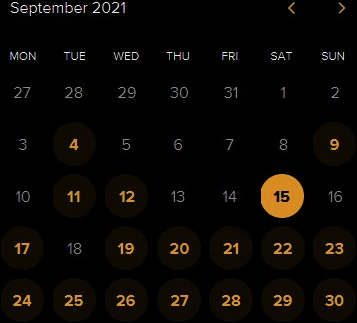 September 2021
MON TUE WED THU FRI SAT SUN
27 28 29 30 31 1 2
3 4 5 6 7 8 9
10 11 12 13 14 15 16
17 18 19 20 21 22 23
24 25 26 27 28 29 30